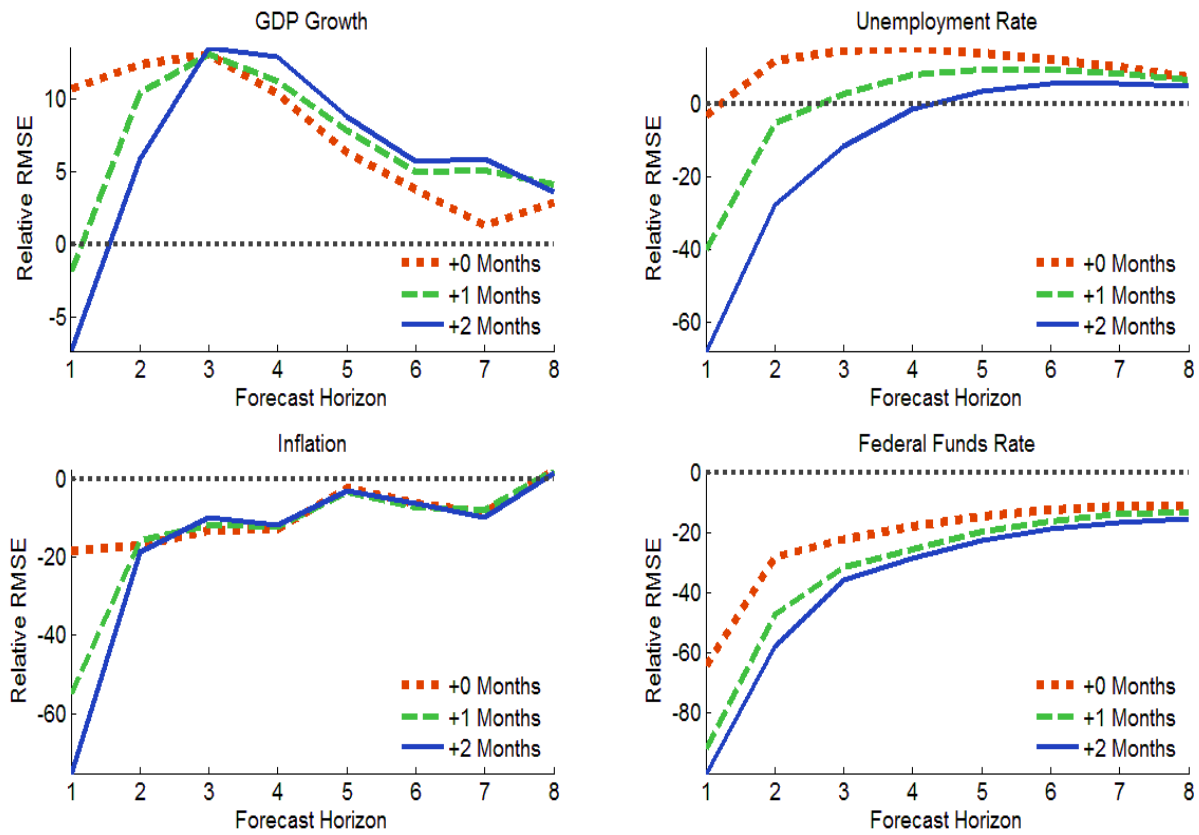 GDP Growth
Relative RMSE
10
5
0
-5
+0 Months
+1 Months
+2 Months
1 2 3 4 5 6 7 8
Forecast Horizon
Unemployment Rate
Relative RMSE
0
-20
-40
-60
+0 Months
+1 Months
+2 Months
1 2 3 4 5 6 7 8
Forecast Horizon
Inflation
Relative RMSE
0
-20
-40
-60
+0 Months
+1 Months
+2 Months
1 2 3 4 5 6 7 8
Forecast Horizon
Federal Funds Rate
Relative RMSE
0
-20
-40
-60
-80
+0 Months
+1 Months
+2 Months
1 2 3 4 5 6 7 8
Forecast Horizon